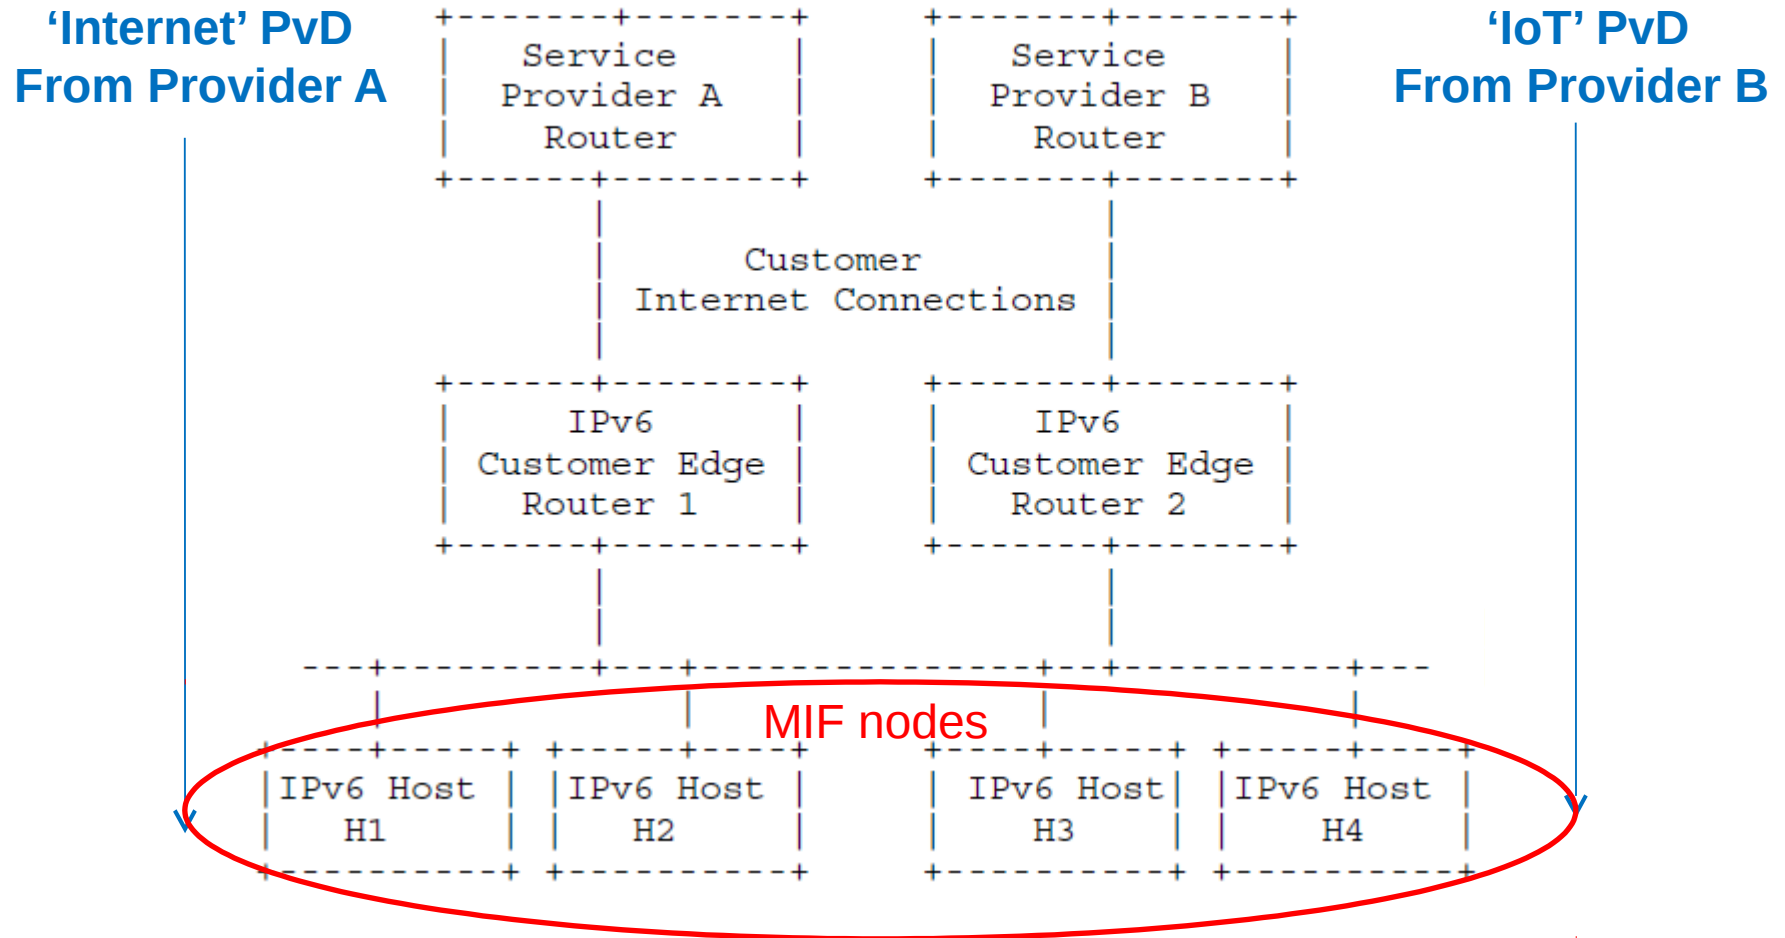 ‘Internet’ PvD
From Provider A
Service
Provider A
Router
Service
Provider B
Router
‘IoT’ PvD
From Provider B
Customer
Internet Connections
IPv6
Customer Edge
Router 1
IPv6
Customer Edge
Router 2
MIF nodes
IPv6 Host
H1
IPv6 Host
H2
IPv6 Host
H3
IPv6 Host
H4